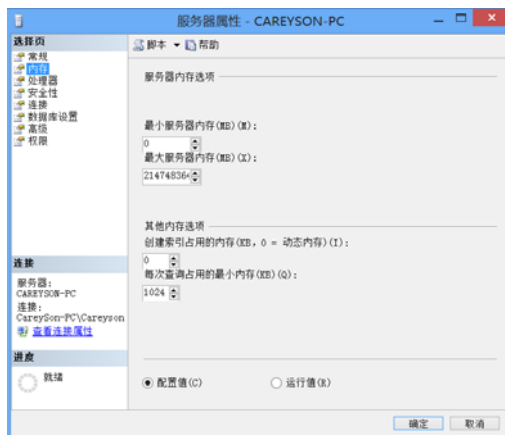 服务器属性 - CAREYSON-PC
选择页
常规
内存
处理器
安全性
连接
数据库设置
高级
权限
脚本 帮助
服务器内存选项
最小服务器内存(MB)(M):
0
最大服务器内存(MB)(X):
214748364
其他内存选项
创建索引占用的内存(KB, 0 = 动态内存)(I):
0
每次查询占用的最小内存(KB)(Q):
1024
连接
服务器:
CAREYSON-PC
连接:
CareySon-PC\Careyson
查看连接属性
进度
就绪
配置值(C) 运行值(R)
确定 取消